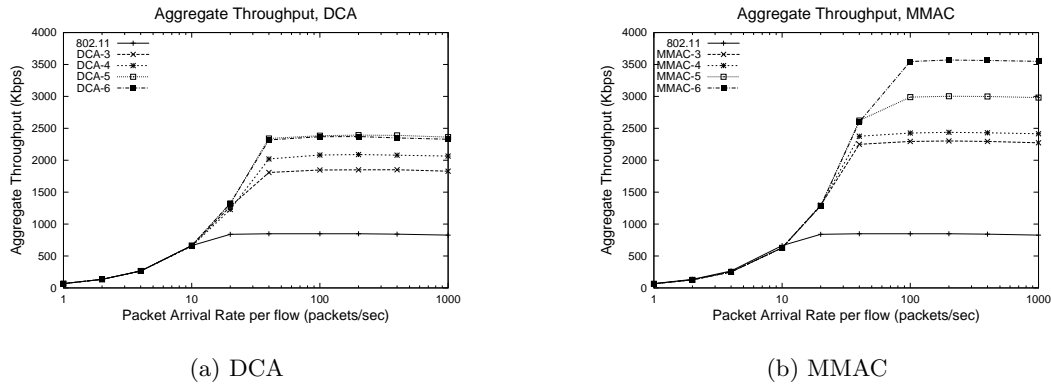 Aggregate Throughput, DCA
Aggregate Throughput (Kbps)
4000
3500
3000
2500
2000
1500
1000
500
0
802.11
DCA-3
DCA-4
DCA-5
DCA-6
1 10 100 1000
Packet Arrival Rate per flow (packets/sec)
(a) DCA
Aggregate Throughput, MMAC
Aggregate Throughput (Kbps)
4000
3500
3000
2500
2000
1500
1000
500
0
802.11
MMAC-3
MMAC-4
MMAC-5
MMAC-6
1 10 100 1000
Packet Arrival Rate per flow (packets/sec)
(b) MMAC